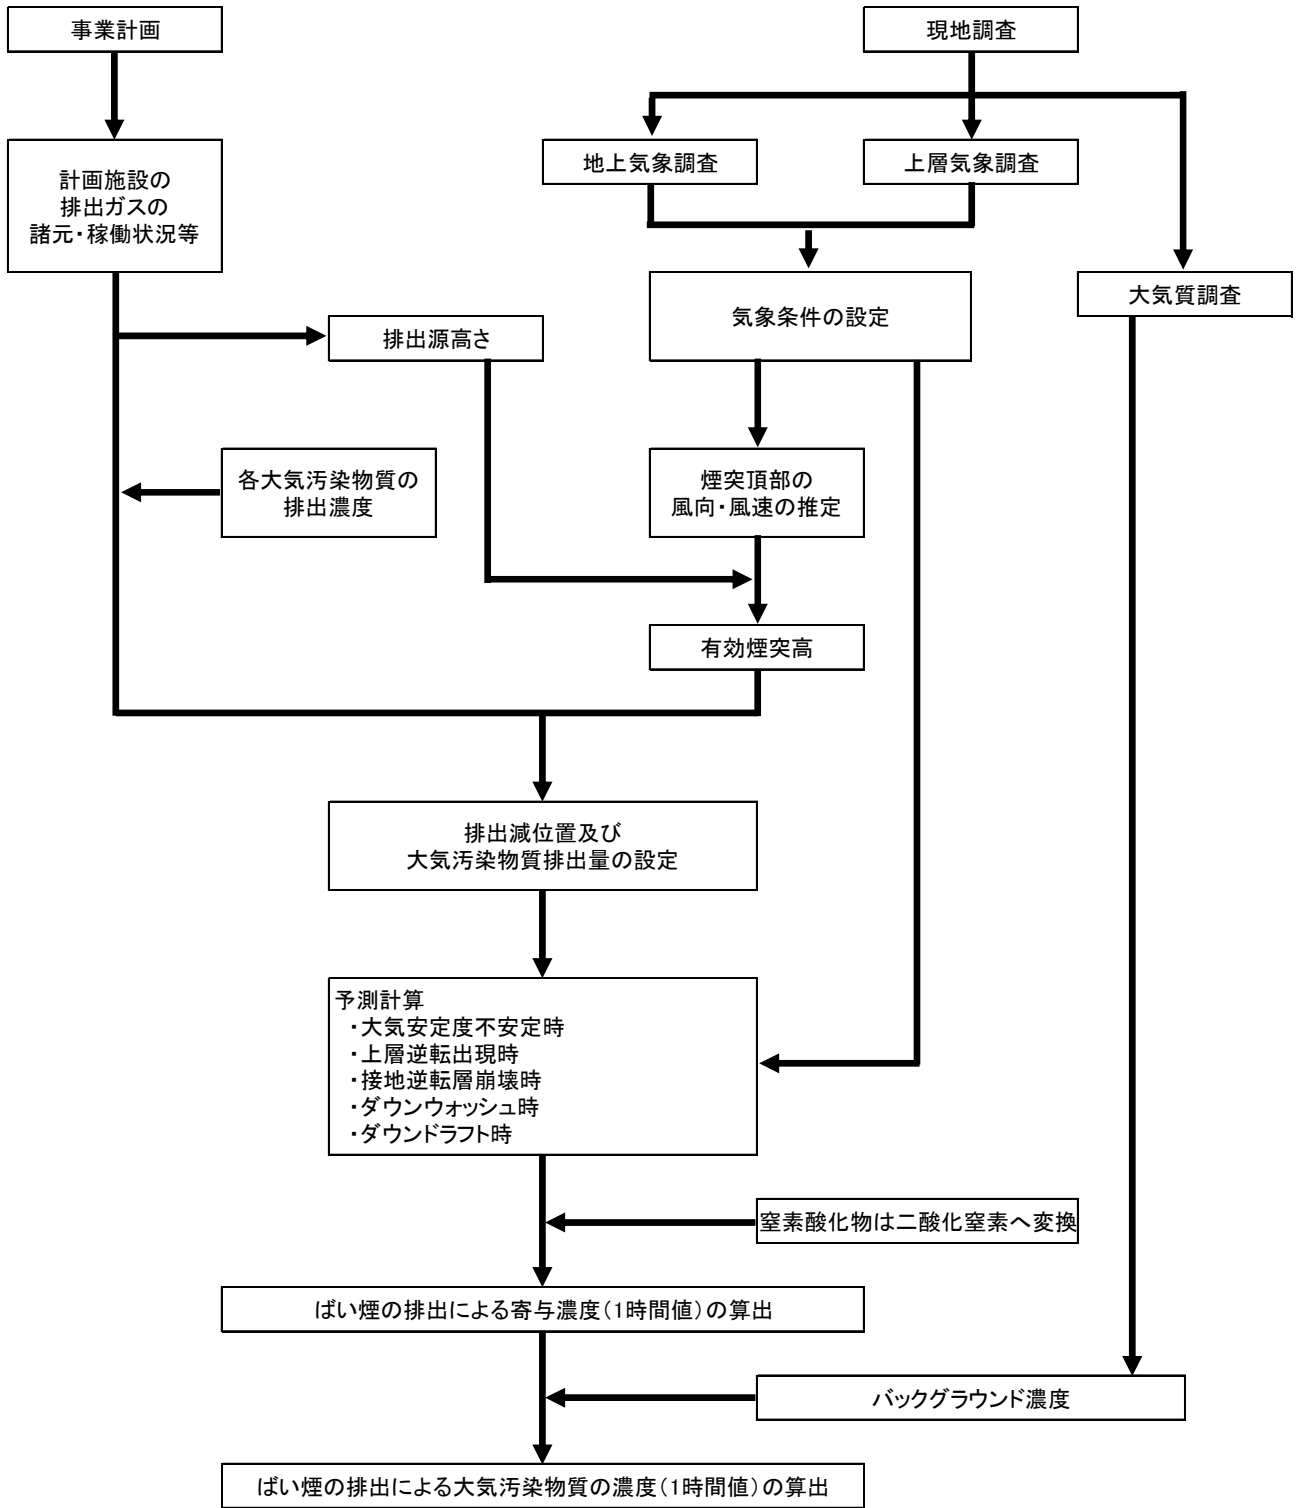 事業計画
現地調査
地上気象調査
上層気象調査
計画施設の
排出ガスの
諸元・稼働状況等
気象条件の設定
大気質調査
排出源高さ
各大気汚染物質の
排出濃度
煙突頂部の
風向・風速の推定
有効煙突高
排出減位置及び
大気汚染物質排出量の設定
予測計算
・大気安定度不安定時
・上層逆転出現時
・接地逆転層崩壊時
・ダウンウォッシュ時
・ダウンドラフト時
窒素酸化物は二酸化窒素へ変換
ばい煙の排出による寄与濃度(1時間値)の算出
バックグラウンド濃度
ばい煙の排出による大気汚染物質の濃度(1時間値)の算出